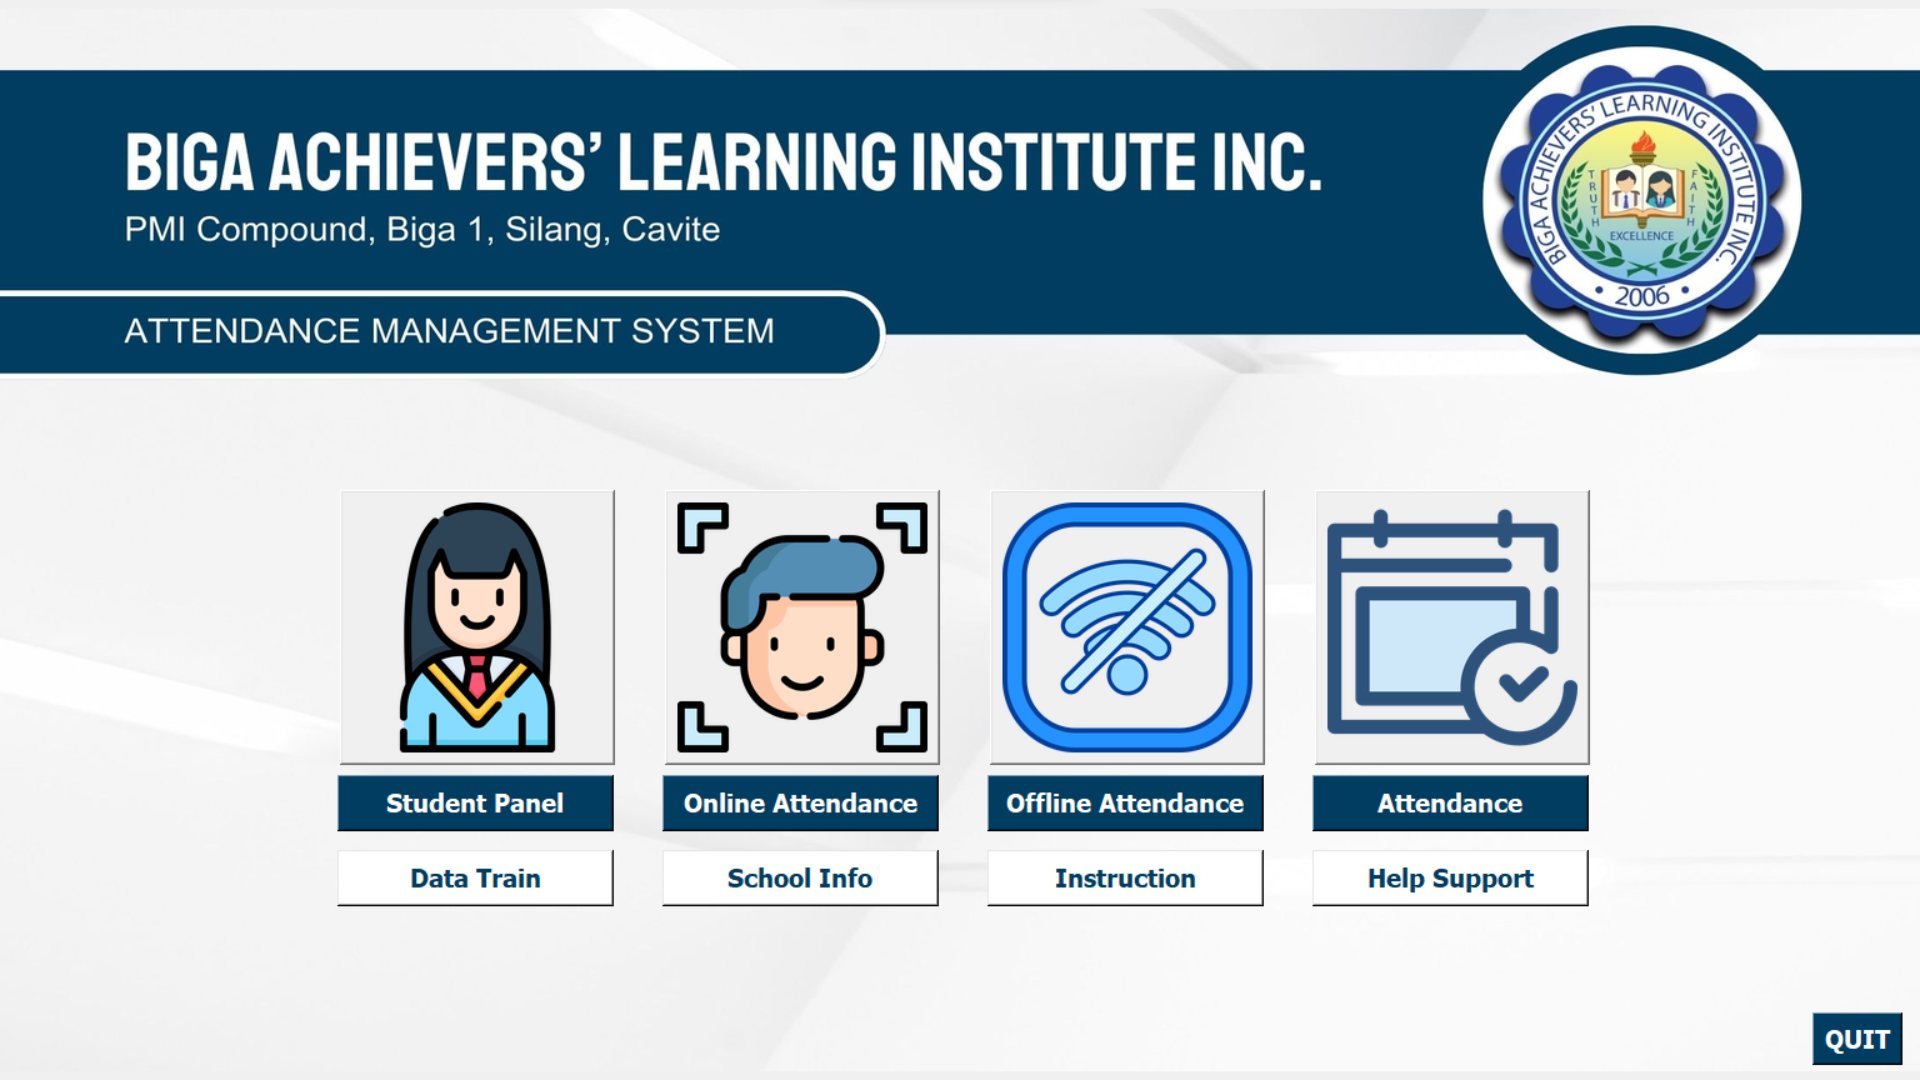 BIGA ACHIEVERS’ LEARNING INSTITUTE INC.
PMI Compound, Biga 1, Silang, Cavite
ATTENDANCE MANAGEMENT SYSTEM
BIGA ACHIEVERS' LEARNING INSTITUTE INC.
TRUTH
FAITH
EXCELLENCE
• 2006 •
Student Panel
Online Attendance
Offline Attendance
Attendance
Data Train
School Info
Instruction
Help Support
QUIT